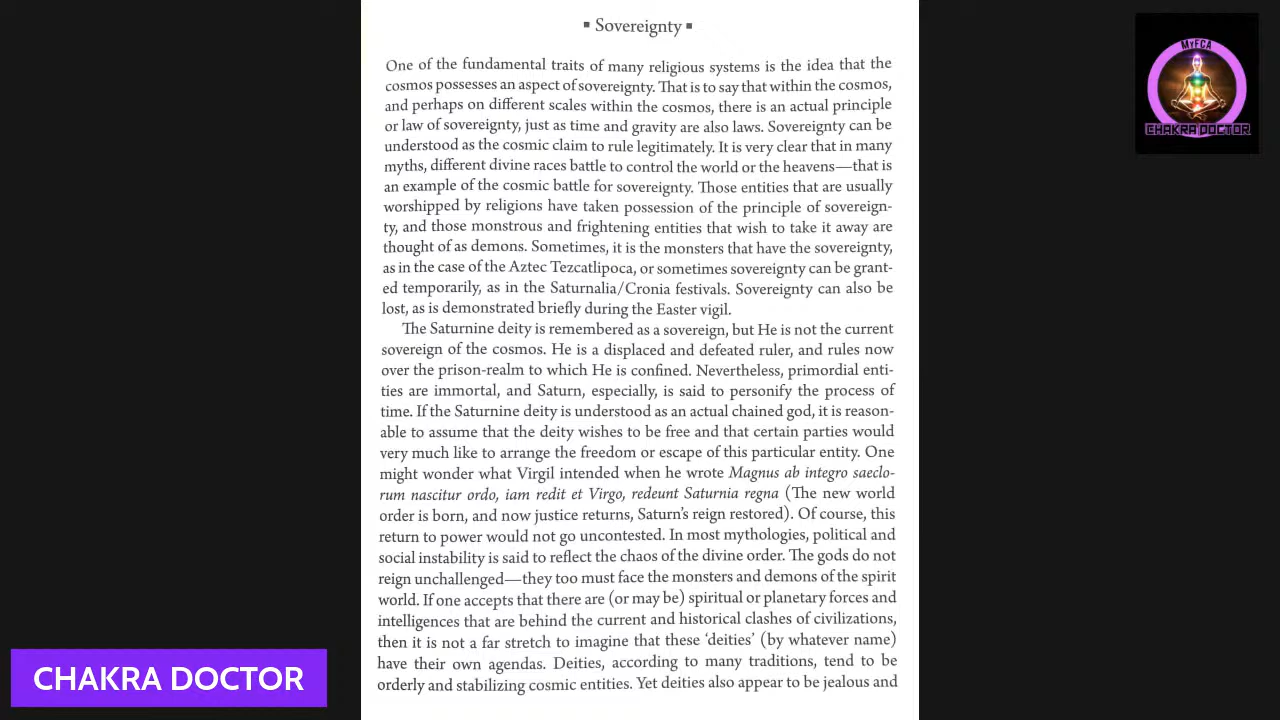 ▪ Sovereignty ▪
One of the fundamental traits of many religious systems is the idea that the
cosmos possesses an aspect of sovereignty. That is to say that within the cosmos,
and perhaps on different scales within the cosmos, there is an actual principle
or law of sovereignty, just as time and gravity are also laws. Sovereignty can be
understood as the cosmic claim to rule legitimately. It is very clear that in many
myths, different divine races battle to control the world or the heavens—that is
an example of the cosmic battle for sovereignty. Those entities that are usually
worshipped by religions have taken possession of the principle of sovereign-
ty, and those monstrous and frightening entities that wish to take it away are
thought of as demons. Sometimes, it is the monsters that have the sovereignty,
as in the case of the Aztec Tezcatlipoca, or sometimes sovereignty can be grant-
ed temporarily, as in the Saturnalia/Cronia festivals. Sovereignty can also be
lost, as is demonstrated briefly during the Easter vigil.
The Saturnine deity is remembered as a sovereign, but He is not the current
sovereign of the cosmos. He is a displaced and defeated ruler, and rules now
over the prison-realm to which He is confined. Nevertheless, primordial enti-
ties are immortal, and Saturn, especially, is said to personify the process of
time. If the Saturnine deity is understood as an actual chained god, it is reason-
able to assume that the deity wishes to be free and that certain parties would
very much like to arrange the freedom or escape of this particular entity. One
might wonder what Virgil intended when he wrote Magnus ab integro saeclo-
rum nascitur ordo, iam redit et Virgo, redeunt Saturnia regna (The new world
order is born, and now justice returns, Saturn's reign restored). Of course, this
return to power would not go uncontested. In most mythologies, political and
social instability is said to reflect the chaos of the divine order. The gods do not
reign unchallenged—they too must face the monsters and demons of the spirit
world. If one accepts that there are (or may be) spiritual or planetary forces and
intelligences that are behind the current and historical clashes of civilizations,
then it is not a far stretch to imagine that these 'deities' (by whatever name)
have their own agendas. Deities, according to many traditions, tend to be
orderly and stabilizing cosmic entities. Yet deities also appear to be jealous and
MYFCA
CHAKRA DOCTOR
CHAKRA DOCTOR